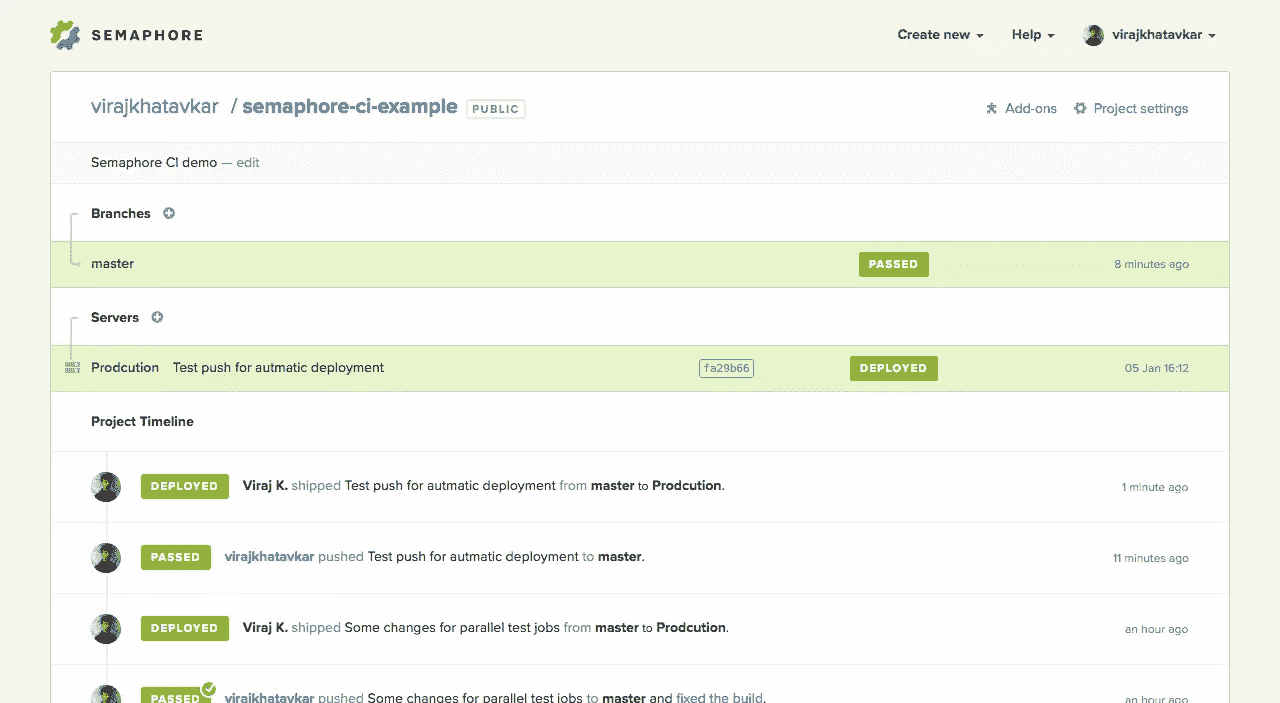 SEMAPHORE
Create new Help virajkhatavkar
virajkhatavkar / semaphore-ci-example PUBLIC Add-ons Project settings
Semaphore CI demo — edit
Branches
master PASSED 8 minutes ago
Servers
Prodcution Test push for autmatic deployment fa29b66 DEPLOYED 05 Jan 16:12
Project Timeline
DEPLOYED Viraj K. shipped Test push for autmatic deployment from master to Prodcution. 1 minute ago
PASSED virajkhatavkar pushed Test push for autmatic deployment to master. 11 minutes ago
DEPLOYED Viraj K. shipped Some changes for parallel test jobs from master to Prodcution. an hour ago
PASSED virajkhatavkar pushed Some changes for parallel test jobs to master and fixed the build. an hour ago